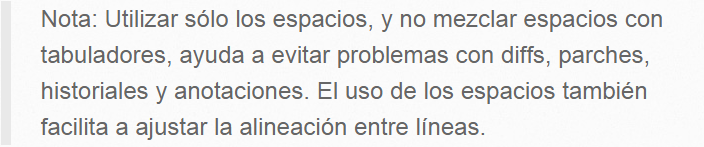 Nota: Utilizar sólo los espacios, y no mezclar espacios con
tabuladores, ayuda a evitar problemas con diffs, parches,
historiales y anotaciones. El uso de los espacios también
facilita a ajustar la alineación entre líneas.